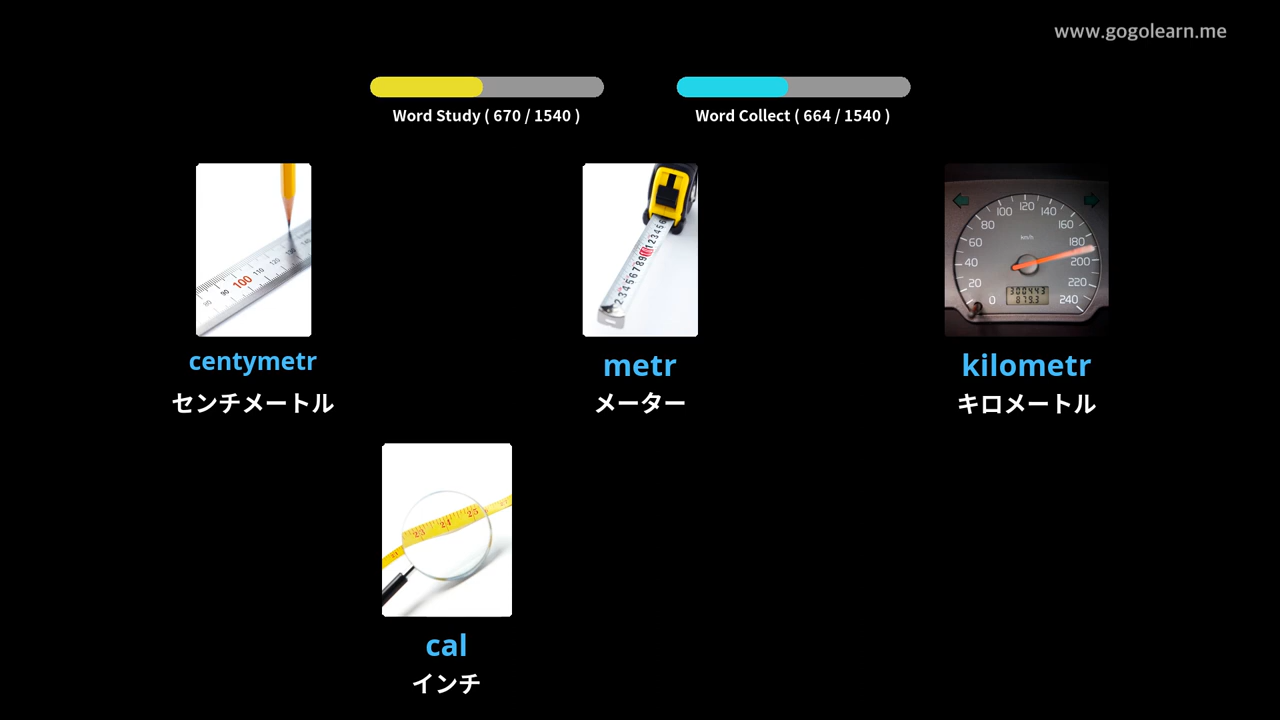 www.gogolearn.me
Word Study ( 670 / 1540 )
Word Collect ( 664 / 1540 )
centymetr
センチメートル
metr
メーター
kilometr
キロメートル
cal
インチ